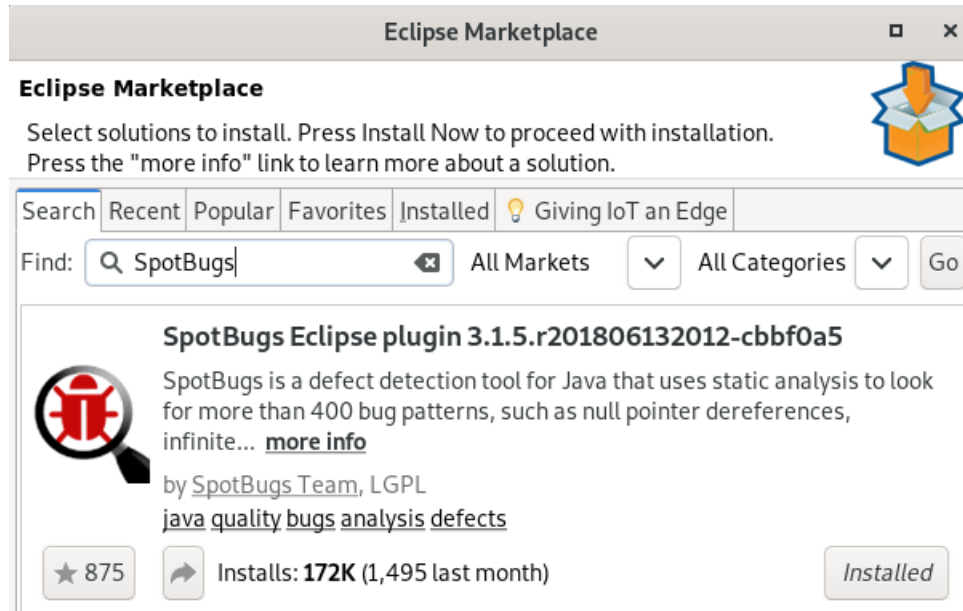 Eclipse Marketplace
Eclipse Marketplace
Select solutions to install. Press Install Now to proceed with installation.
Press the "more info" link to learn more about a solution.
Search Recent Popular Favorites Installed Giving IoT an Edge
Find: SpotBugs All Markets All Categories Go
SpotBugs Eclipse plugin 3.1.5.r201806132012-cbbf0a5
SpotBugs is a defect detection tool for Java that uses static analysis to look
for more than 400 bug patterns, such as null pointer dereferences,
infinite... more info
by SpotBugs Team, LGPL
java quality bugs analysis defects
875 Installs: 172K (1,495 last month) Installed